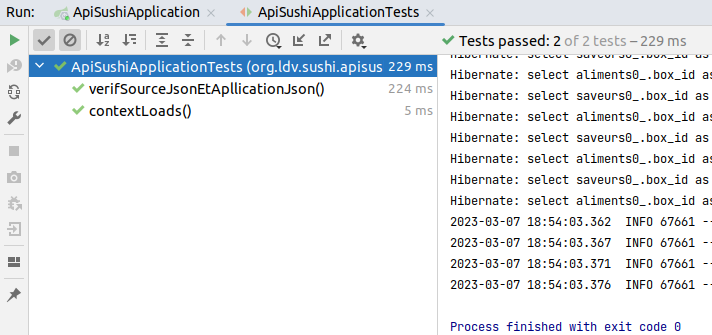 Run: ApiSushiApplication × ApiSushiApplicationTests ×
Tests passed: 2 of 2 tests – 229 ms
ApiSushiApplicationTests (org.ldv.sushi.apisus 229 ms
verifSourceJsonEtApllicationJson() 224 ms
contextLoads() 5 ms
Hibernate: select aliments0_.box_id as
Hibernate: select saveurs0_.box_id as
Hibernate: select aliments0_.box_id as
Hibernate: select saveurs0_.box_id as
Hibernate: select aliments0_.box_id as
Hibernate: select saveurs0_.box_id as
Hibernate: select aliments0_.box_id as
2023-03-07 18:54:03.362 INFO 67661 --
2023-03-07 18:54:03.367 INFO 67661 --
2023-03-07 18:54:03.371 INFO 67661 --
2023-03-07 18:54:03.376 INFO 67661 --
Process finished with exit code 0